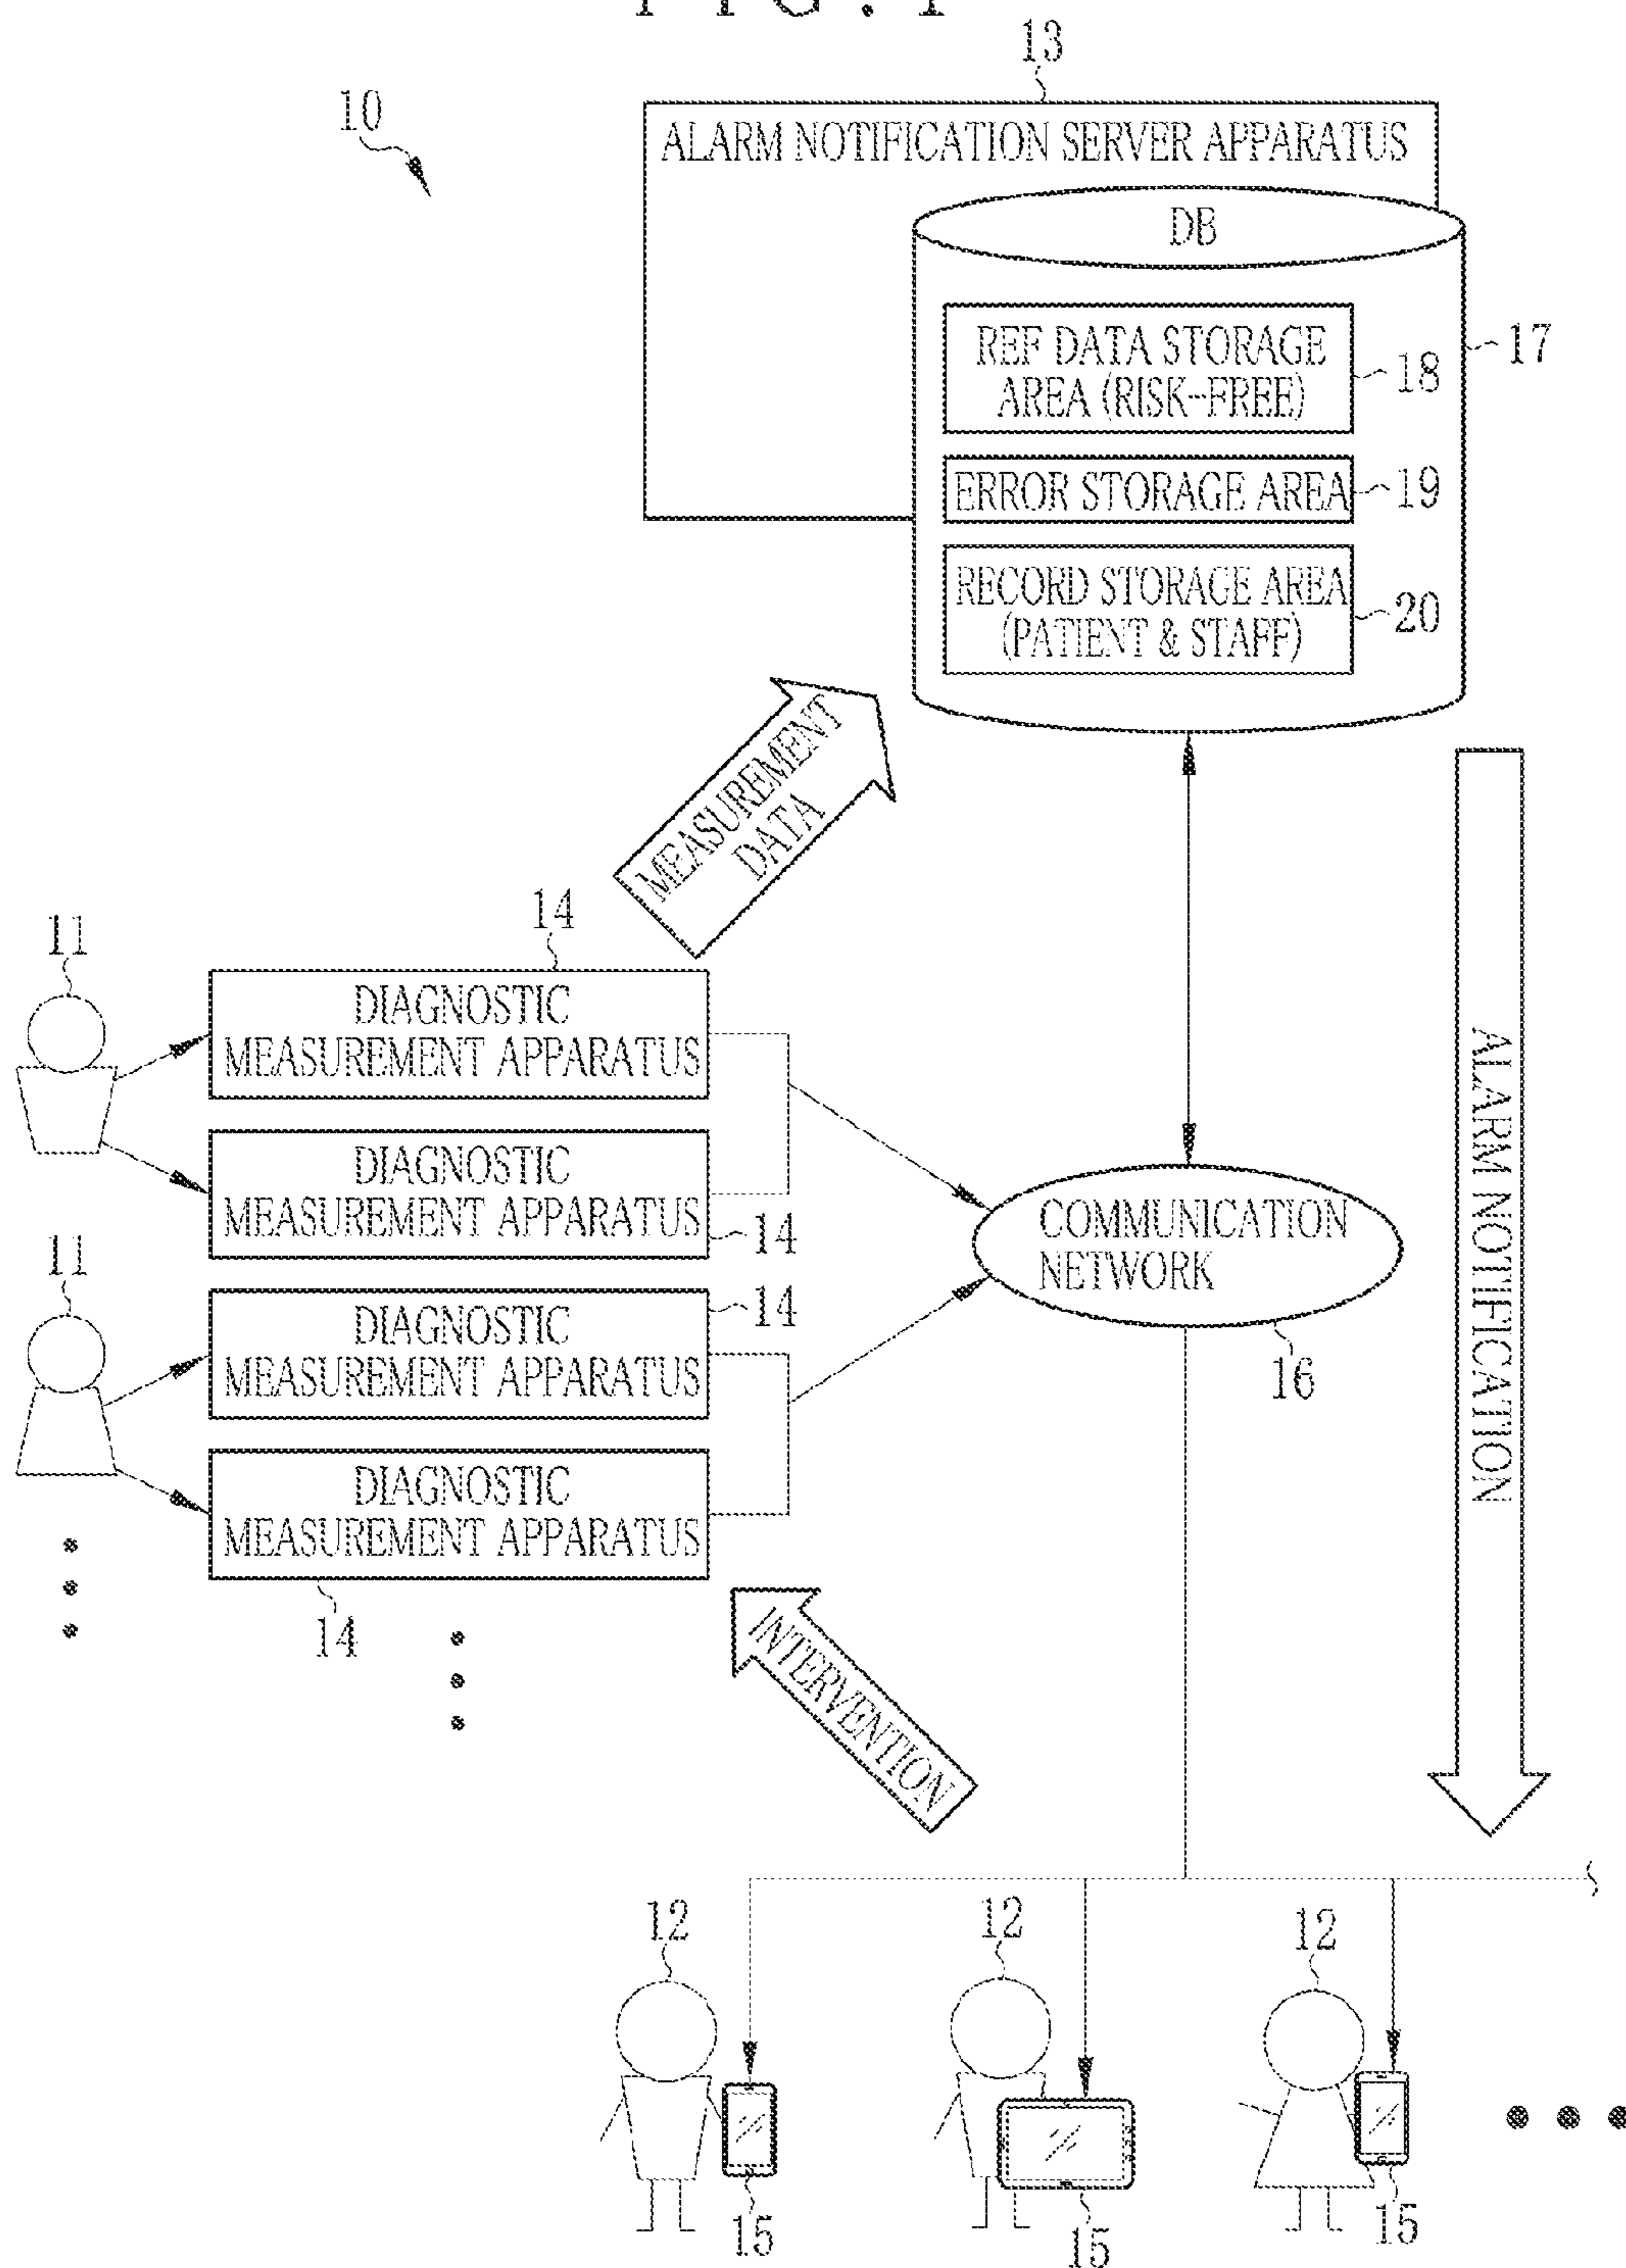 FIG. 1
13
10
ALARM NOTIFICATION SERVER APPARATUS
DB
17
REF DATA STORAGE
AREA (RISK-FREE)
18
ERROR STORAGE AREA
19
RECORD STORAGE AREA
(PATIENT & STAFF)
20
MEASUREMENT
DATA
14
11
DIAGNOSTIC
MEASUREMENT APPARATUS
DIAGNOSTIC
MEASUREMENT APPARATUS
14
11
14
DIAGNOSTIC
MEASUREMENT APPARATUS
DIAGNOSTIC
MEASUREMENT APPARATUS
14
COMMUNICATION
NETWORK
16
ALARM NOTIFICATION
INTERVENTION
12
12
12
15
15
15